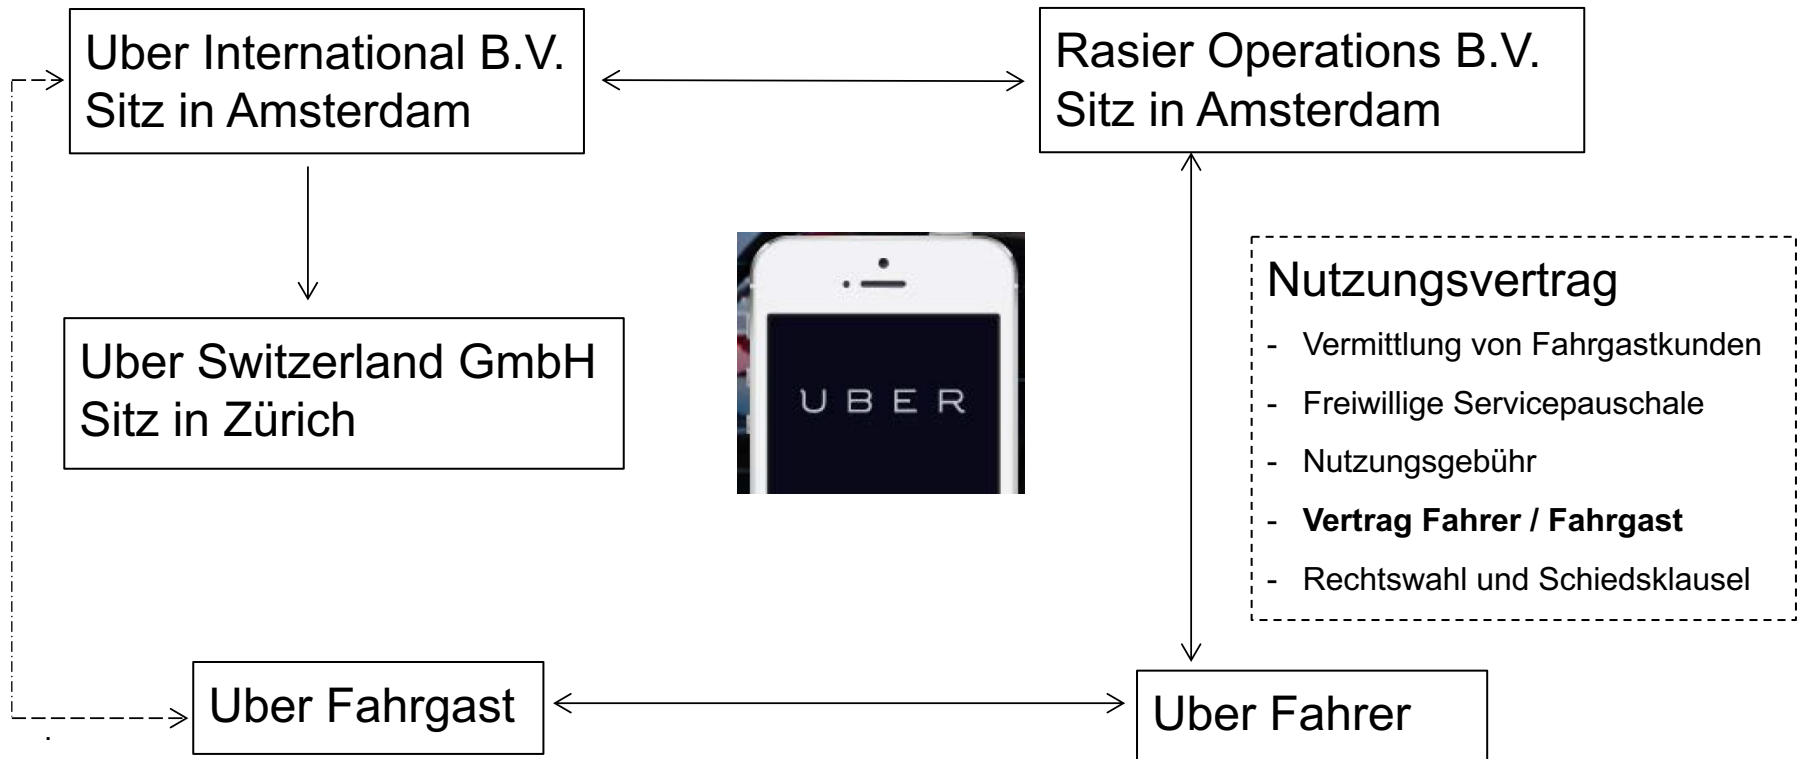 Uber International B.V.
Sitz in Amsterdam
Rasier Operations B.V.
Sitz in Amsterdam
Uber Switzerland GmbH
Sitz in Zürich
UBER
Nutzungsvertrag
- Vermittlung von Fahrgastkunden
- Freiwillige Servicepauschale
- Nutzungsgebühr
- Vertrag Fahrer / Fahrgast
- Rechtswahl und Schiedsklausel
Uber Fahrgast
Uber Fahrer
.